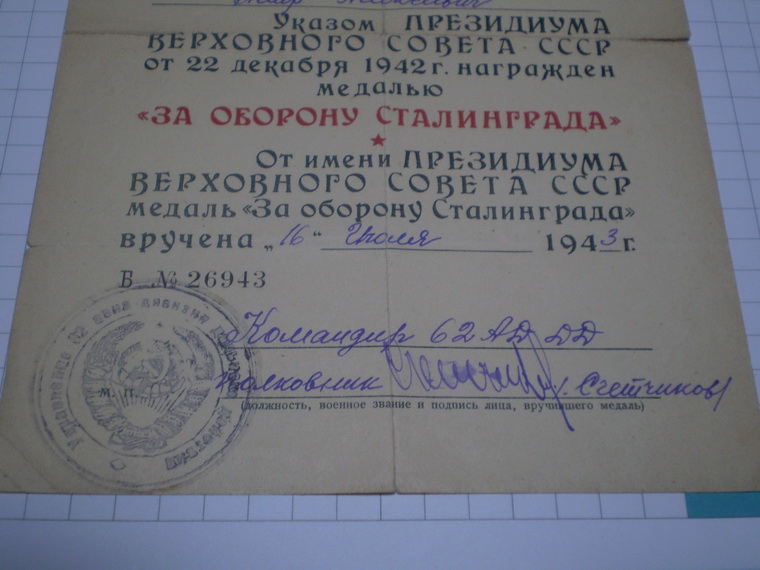 Указом ПРЕЗИДИУМА
ВЕРХОВНОГО СОВЕТА СССР
от 22 декабря 1942 г. награжден
медалью
«ЗА ОБОРОНУ СТАЛИНГРАДА»
От имени ПРЕЗИДИУМА
ВЕРХОВНОГО СОВЕТА СССР
медаль «За оборону Сталинграда»
вручена „16“ Июля 1943 г.
Б № 26943
Командир 62 АД ДД
Полковник Счетчиков
М. П.
(должность, военное звание и подпись лица, вручившего медаль)